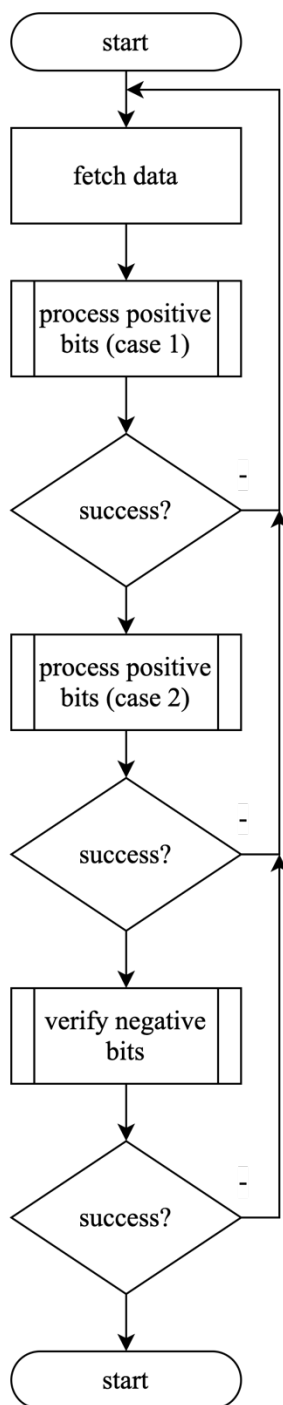 start
fetch data
process positive
bits (case 1)
-
success?
process positive
bits (case 2)
-
success?
verify negative
bits
-
success?
start